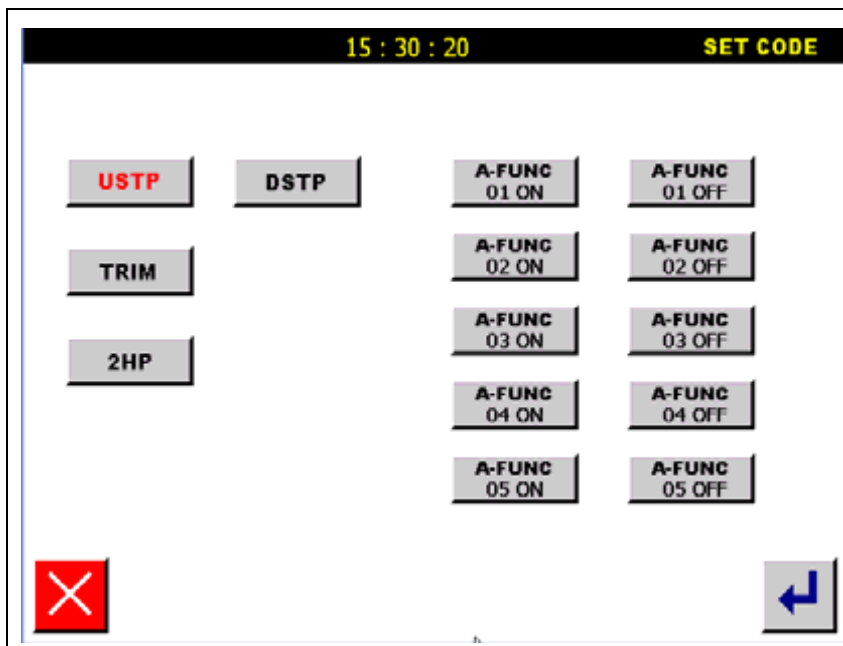 15 : 30 : 20 SET CODE
USTP DSTP A-FUNC 01 ON A-FUNC 01 OFF
TRIM A-FUNC 02 ON A-FUNC 02 OFF
2HP A-FUNC 03 ON A-FUNC 03 OFF
A-FUNC 04 ON A-FUNC 04 OFF
A-FUNC 05 ON A-FUNC 05 OFF